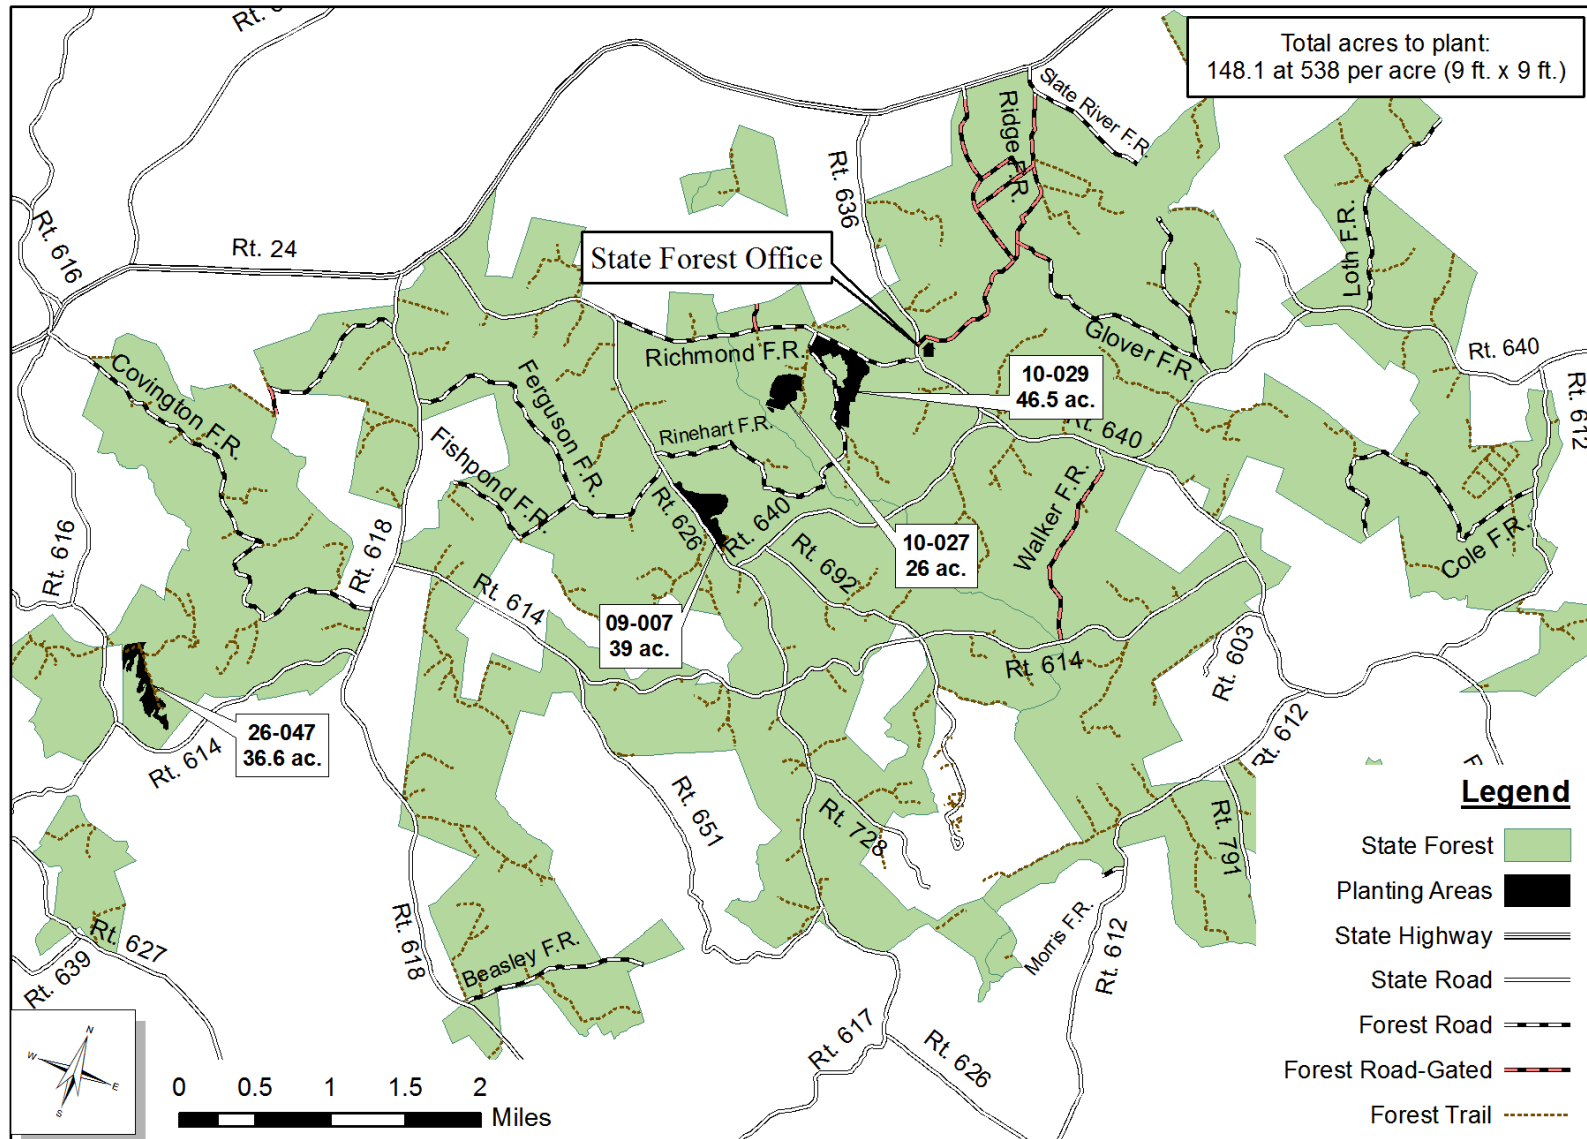 Rt. 6
Total acres to plant:
148.1 at 538 per acre (9 ft. x 9 ft.)
Slate River F.R.
Ridge F.R.
Rt. 636
Rt. 616
Rt. 24
State Forest Office
Loth F.R.
Glover F.R.
Rt. 640
Rt. 612
Richmond F.R.
Covington F.R.
Ferguson F.R.
10-029
46.5 ac.
Rt. 640
Rinehart F.R.
Fishpond F.R.
Rt. 626
Rt. 640
Walker F.R.
Cole F.R.
Rt. 616
Rt. 618
10-027
26 ac.
Rt. 692
Rt. 614
09-007
39 ac.
Rt. 614
Rt. 603
26-047
36.6 ac.
Rt. 614
Rt. 612
Rt. 651
Rt. 728
Rt. 791
Rt. 627
Rt. 639
Rt. 618
Beasley F.R.
Morris F.R.
Rt. 612
Rt. 617
Rt. 626
Legend
State Forest
Planting Areas
State Highway
State Road
Forest Road
Forest Road-Gated
Forest Trail
N
W
E
S
0 0.5 1 1.5 2
Miles